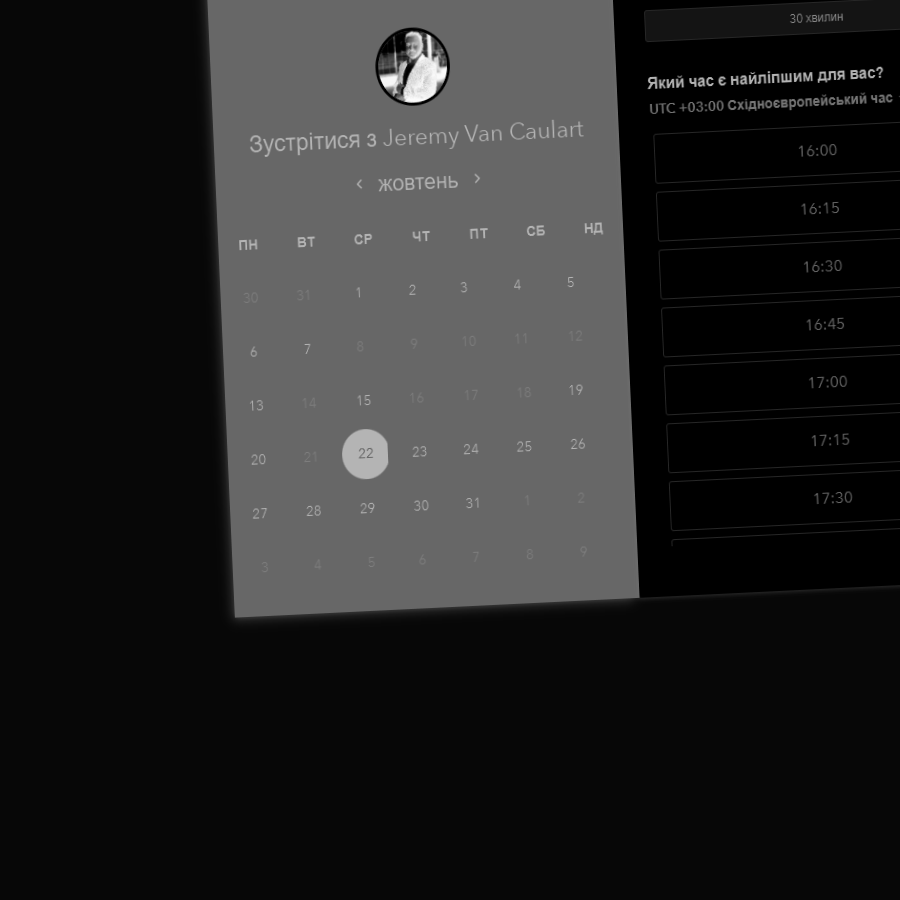 Зустрітися з Jeremy Van Caulart
‹ жовтень ›
ПН ВТ СР ЧТ ПТ СБ НД
30 31 1 2 3 4 5
6 7 8 9 10 11 12
13 14 15 16 17 18 19
20 21 22 23 24 25 26
27 28 29 30 31 1 2
3 4 5 6 7 8 9
30 хвилин
Який час є найліпшим для вас?
UTC +03:00 Східноєвропейський час
16:00
16:15
16:30
16:45
17:00
17:15
17:30